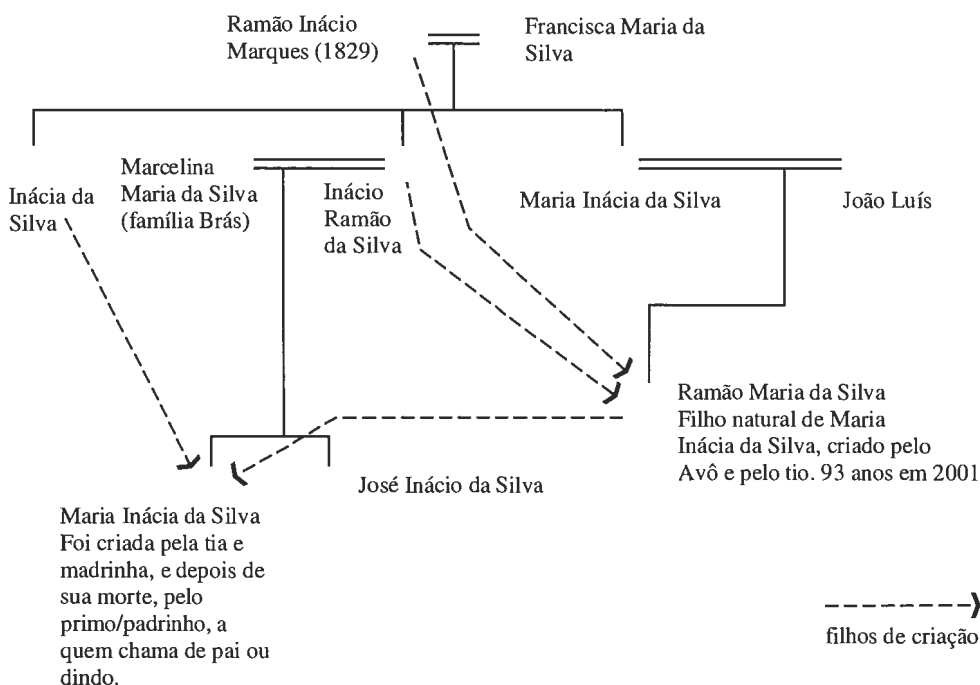 Ramão Inácio
Marques (1829)
Francisca Maria da
Silva
Inácia da
Silva
Marcelina
Maria da Silva
(família Brás)
Inácio
Ramão
da Silva
Maria Inácia da Silva
João Luís
Ramão Maria da Silva
Filho natural de Maria
Inácia da Silva, criado pelo
Avô e pelo tio. 93 anos em 2001
José Inácio da Silva
Maria Inácia da Silva
Foi criada pela tia e
madrinha, e depois de
sua morte, pelo
primo/padrinho, a
quem chama de pai ou
dindo.
filhos de criação